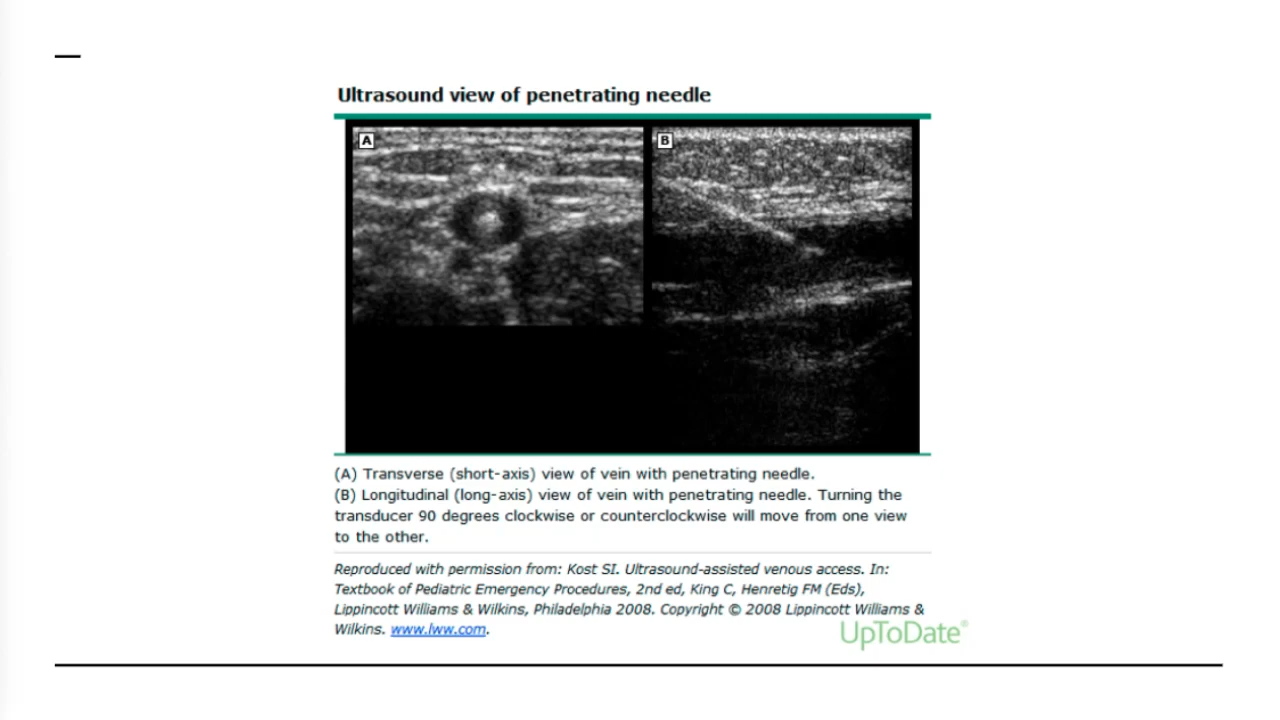 Ultrasound view of penetrating needle
A
B
(A) Transverse (short-axis) view of vein with penetrating needle.
(B) Longitudinal (long-axis) view of vein with penetrating needle. Turning the
transducer 90 degrees clockwise or counterclockwise will move from one view
to the other.
Reproduced with permission from: Kost SI. Ultrasound-assisted venous access. In:
Textbook of Pediatric Emergency Procedures, 2nd ed, King C, Henretig FM (Eds),
Lippincott Williams & Wilkins, Philadelphia 2008. Copyright © 2008 Lippincott Williams &
Wilkins. www.lww.com.
UpToDate®